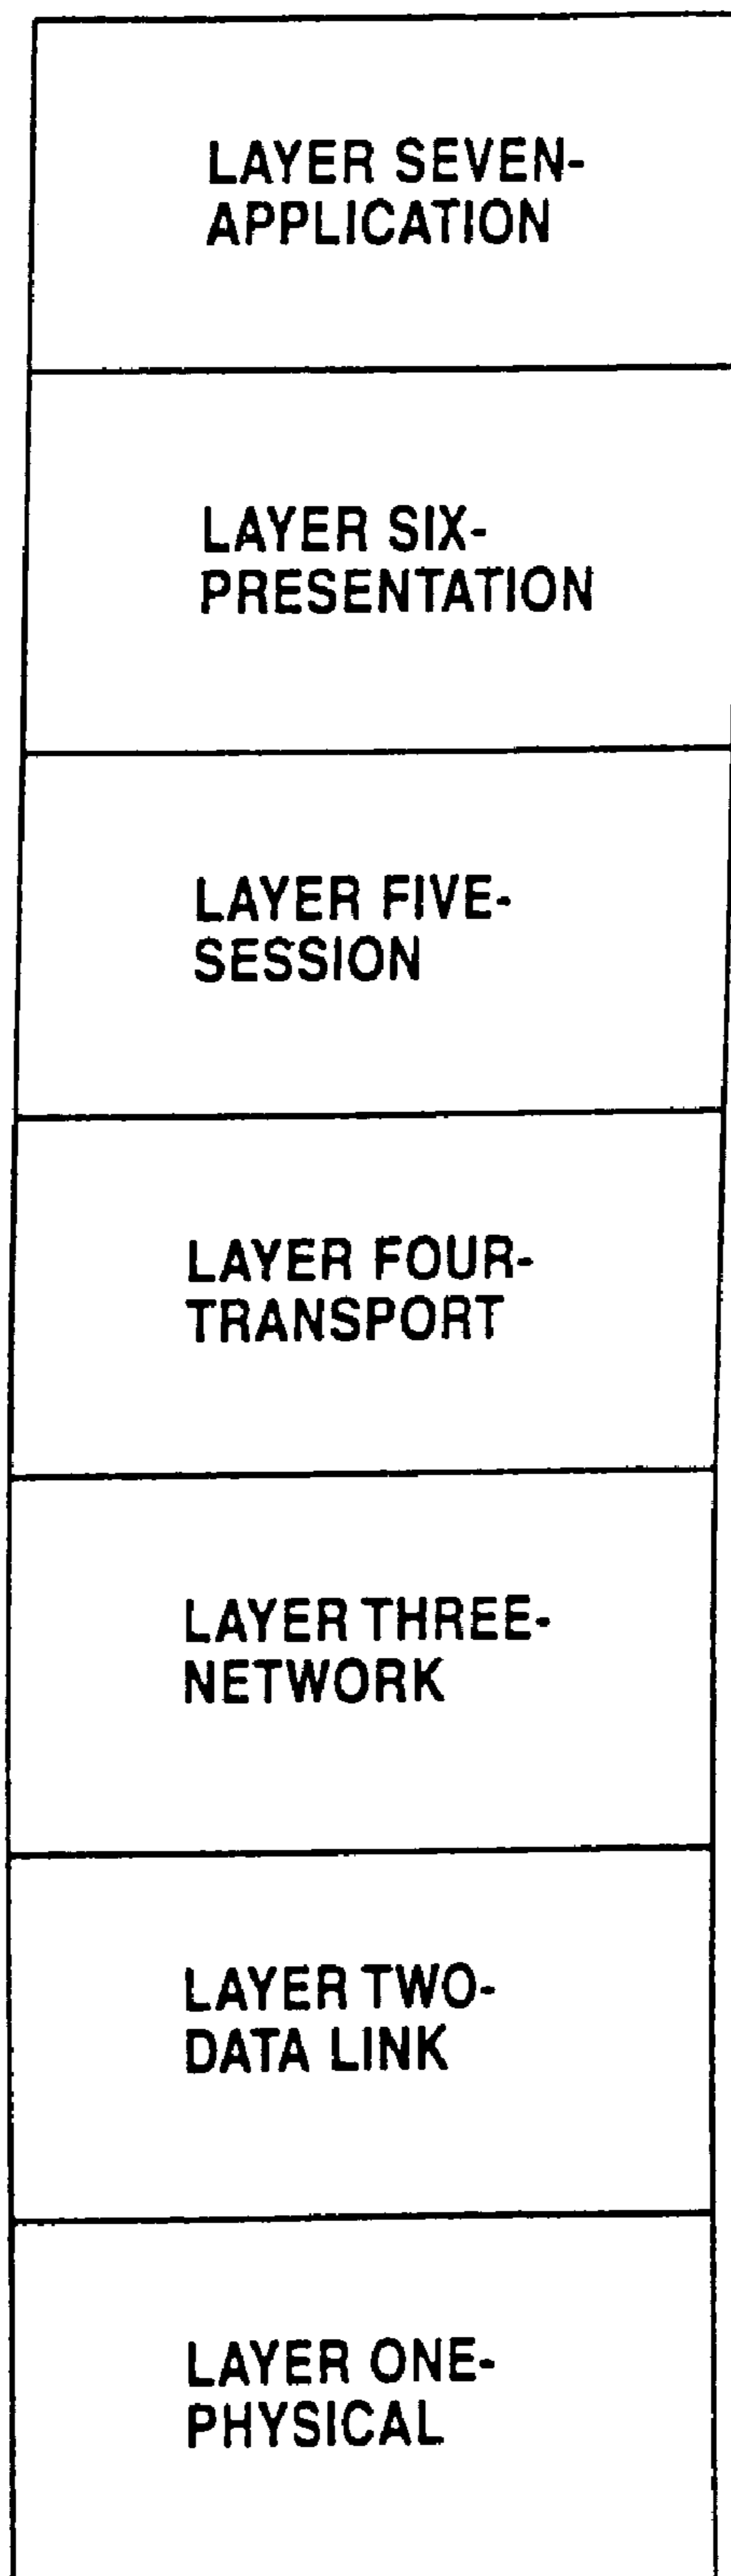 LAYER SEVEN-
APPLICATION
LAYER SIX-
PRESENTATION
LAYER FIVE-
SESSION
LAYER FOUR-
TRANSPORT
LAYER THREE-
NETWORK
LAYER TWO-
DATA LINK
LAYER ONE-
PHYSICAL